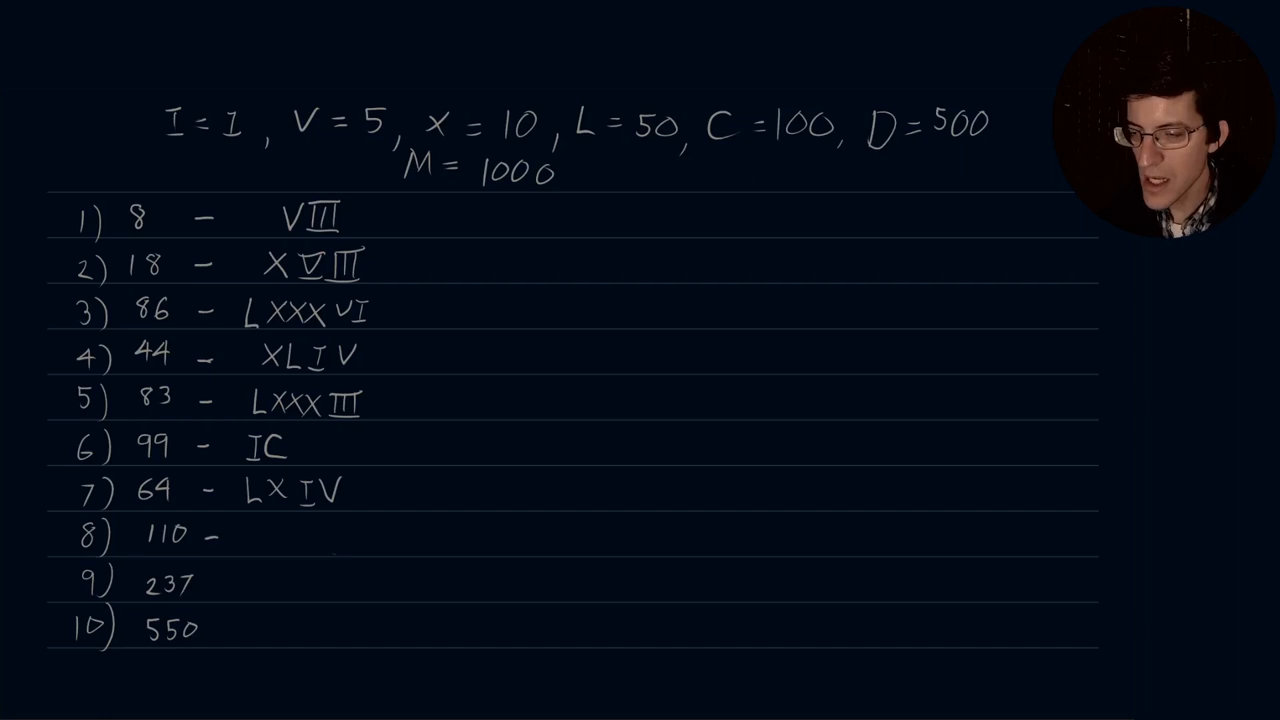 I = I, V = 5, X = 10, L = 50, C = 100, D = 500
M = 1000
1) 8 - VIII
2) 18 - XVIII
3) 86 - LXXXVI
4) 44 - XLIV
5) 83 - LXXXIII
6) 99 - IC
7) 64 - LXIV
8) 110 -
9) 237
10) 550